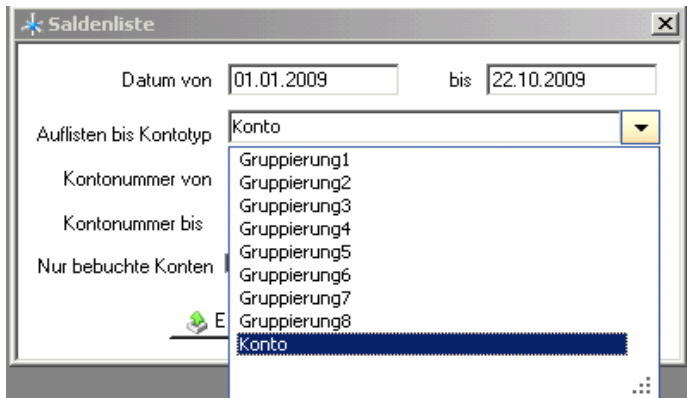 Saldenliste
Datum von 01.01.2009 bis 22.10.2009
Auflisten bis Kontotyp Konto
Gruppierung1
Kontonummer von Gruppierung2
Gruppierung3
Kontonummer bis Gruppierung4
Gruppierung5
Nur bebuchte Konten Gruppierung6
Gruppierung7
E Gruppierung8
Konto